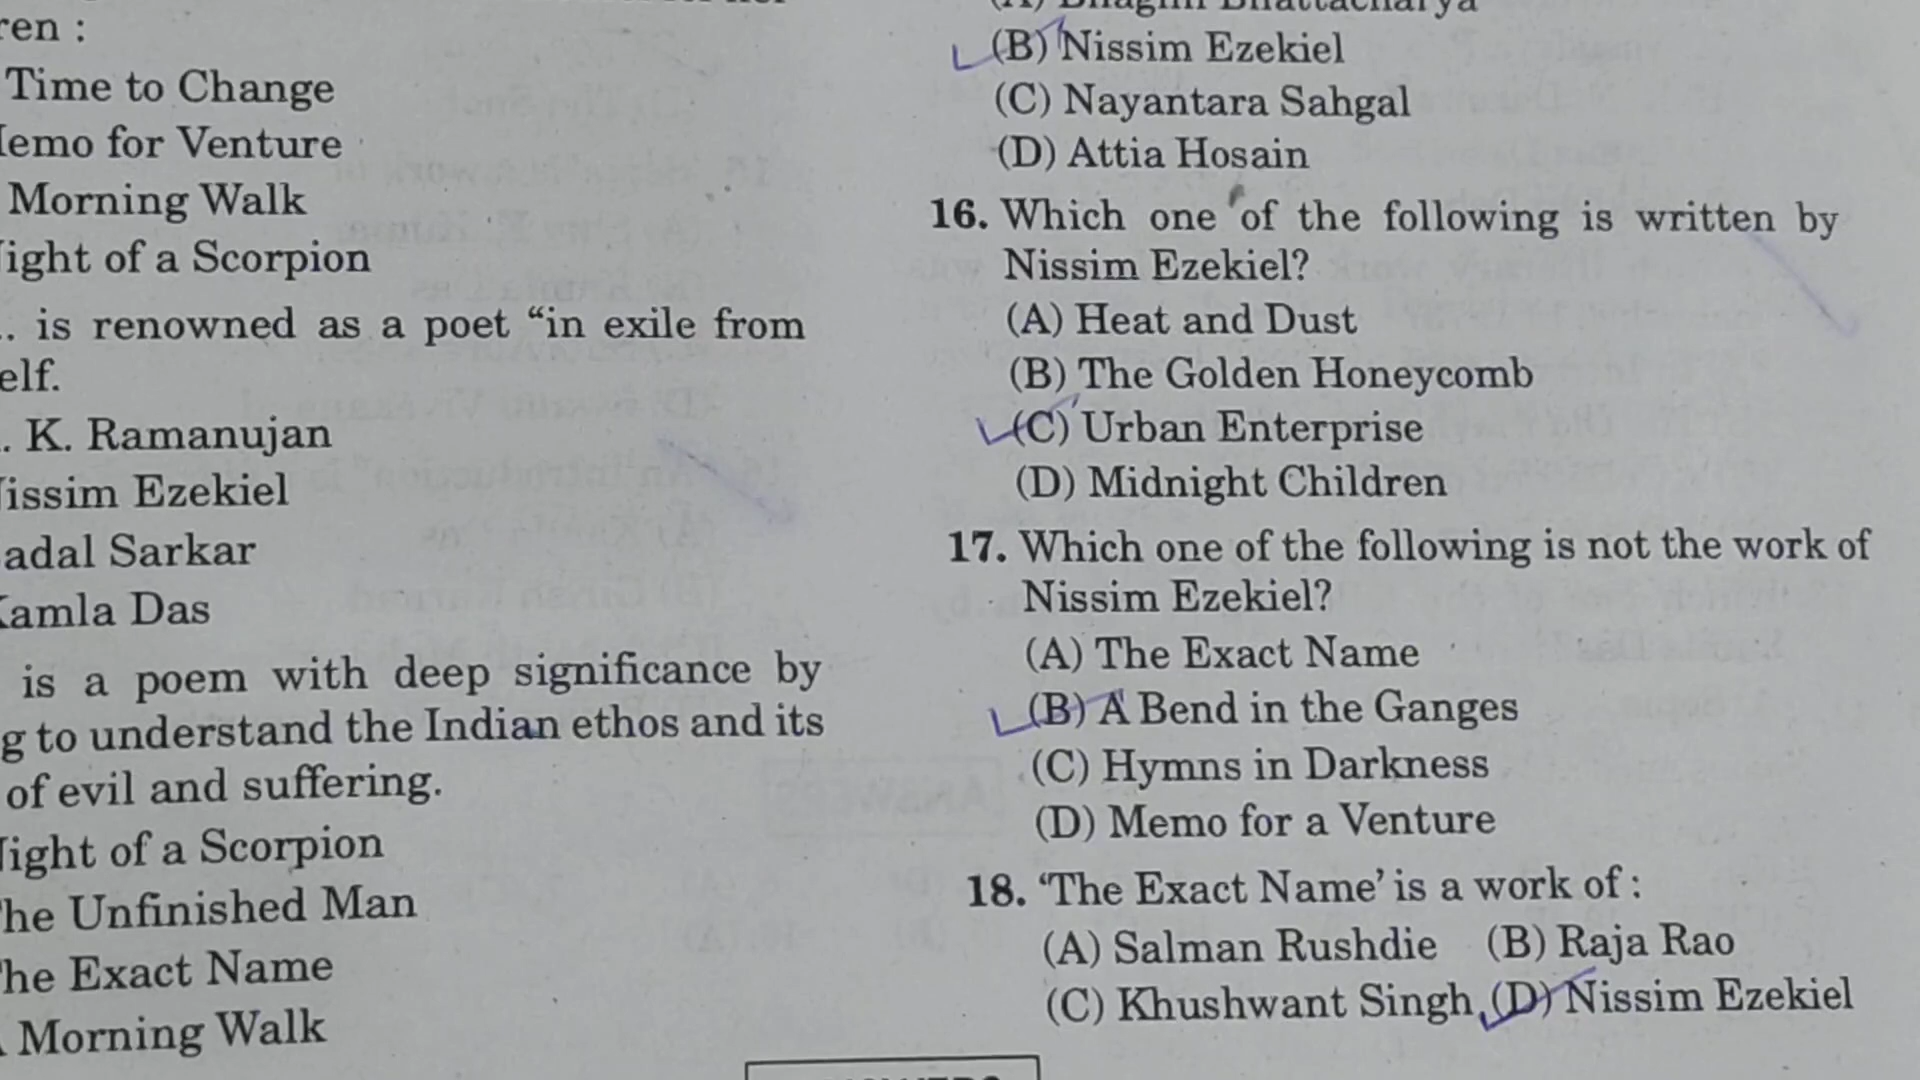 ren :
Time to Change
emo for Venture
Morning Walk
ight of a Scorpion
.. is renowned as a poet “in exile from
elf.
. K. Ramanujan
issim Ezekiel
adal Sarkar
amla Das
is a poem with deep significance by
g to understand the Indian ethos and its
of evil and suffering.
ight of a Scorpion
he Unfinished Man
he Exact Name
Morning Walk
(A) Bhagini Bhattacharya
(B) Nissim Ezekiel
(C) Nayantara Sahgal
(D) Attia Hosain
16. Which one of the following is written by
Nissim Ezekiel?
(A) Heat and Dust
(B) The Golden Honeycomb
(C) Urban Enterprise
(D) Midnight Children
17. Which one of the following is not the work of
Nissim Ezekiel?
(A) The Exact Name
(B) A Bend in the Ganges
(C) Hymns in Darkness
(D) Memo for a Venture
18. ‘The Exact Name’ is a work of :
(A) Salman Rushdie (B) Raja Rao
(C) Khushwant Singh (D) Nissim Ezekiel